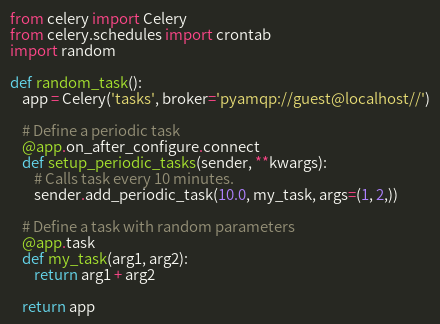 from celery import Celery
from celery.schedules import crontab
import random

def random_task():
    app = Celery('tasks', broker='pyamqp://guest@localhost//')

    # Define a periodic task
    @app.on_after_configure.connect
    def setup_periodic_tasks(sender, **kwargs):
        # Calls task every 10 minutes.
        sender.add_periodic_task(10.0, my_task, args=(1, 2,))

    # Define a task with random parameters
    @app.task
    def my_task(arg1, arg2):
        return arg1 + arg2

    return app